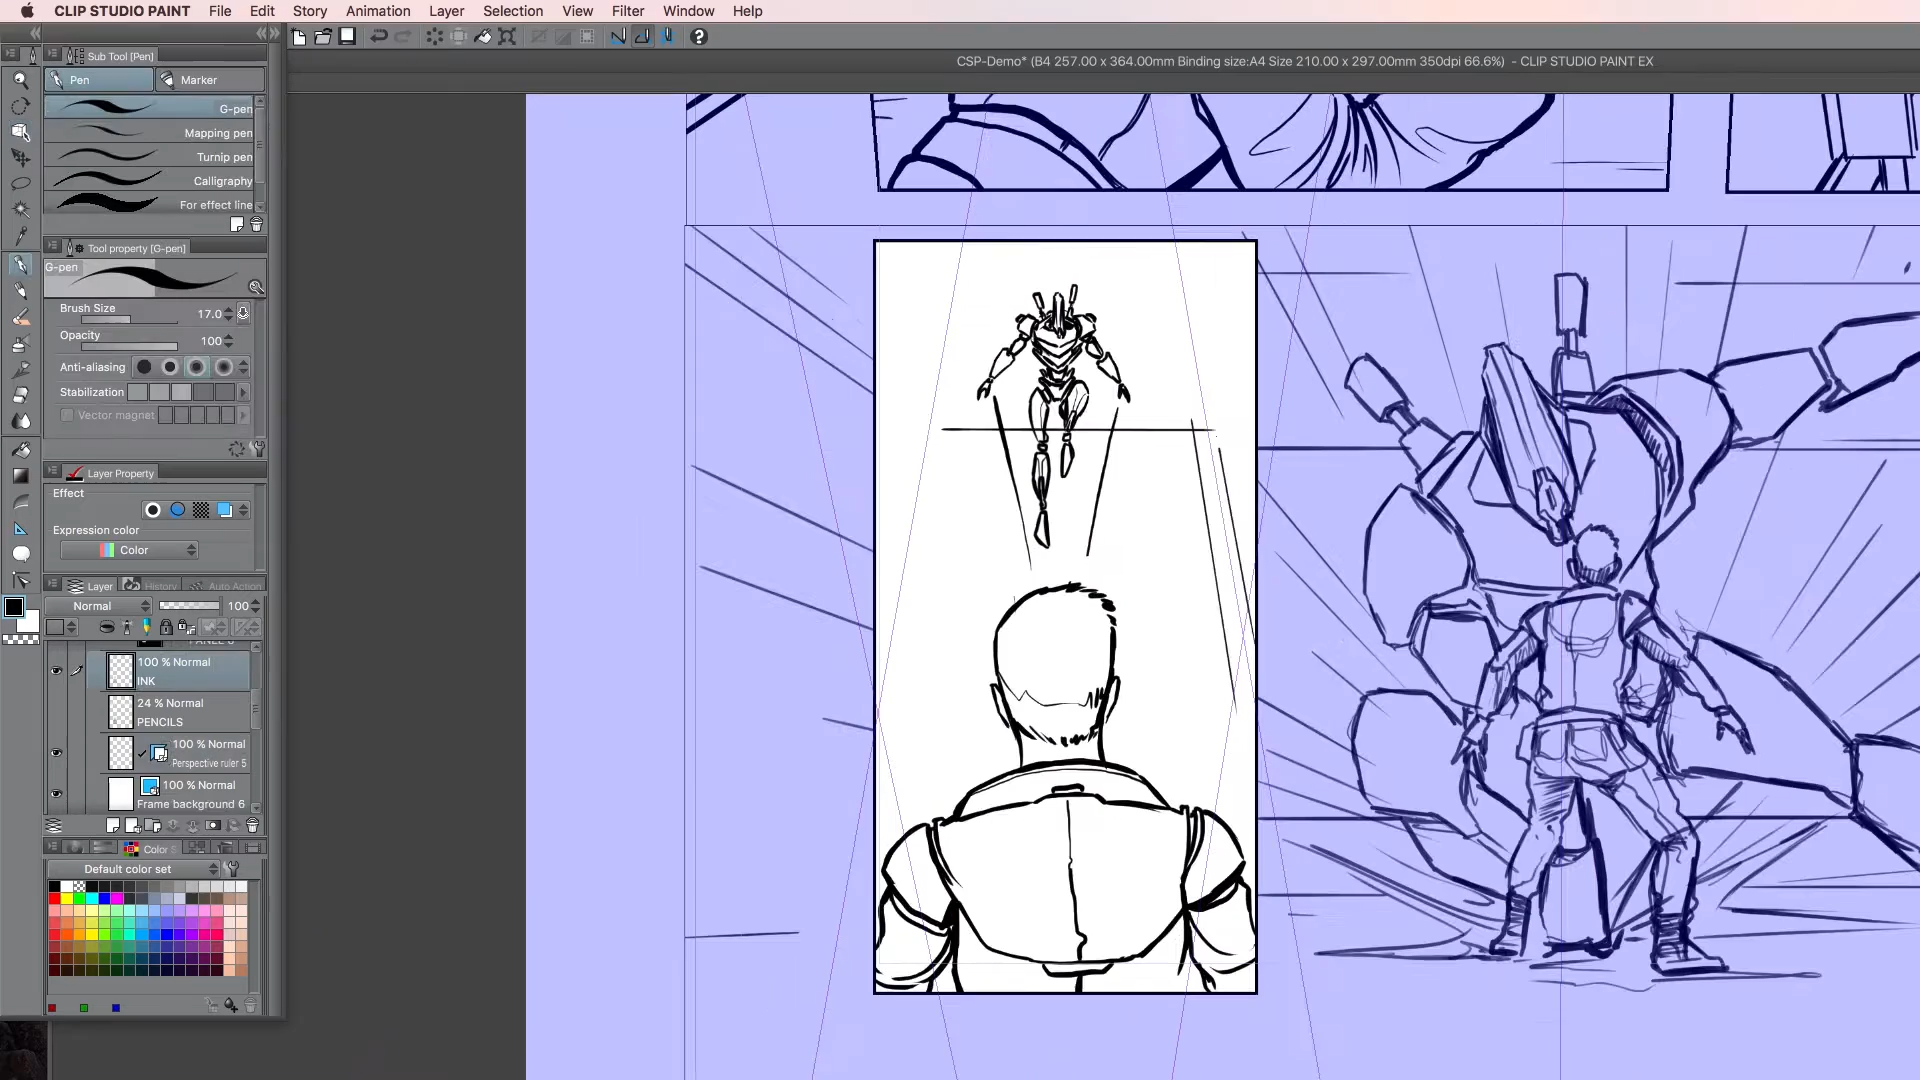 CLIP STUDIO PAINT File Edit Story Animation Layer Selection View Filter Window Help
CSP-Demo* (B4 257.00 x 364.00mm Binding size:A4 Size 210.00 x 297.00mm 350dpi 66.6%) - CLIP STUDIO PAINT EX
Sub Tool [Pen]
Pen Marker
G-pen
Mapping pen
Turnip pen
Calligraphy
For effect line
Tool property [G-pen]
G-pen
Brush Size 17.0
Opacity 100
Anti-aliasing
Stabilization
Vector magnet
Layer Property
Effect
Expression color
Color
Layer History Auto Action
Normal 100
100 % Normal
INK
24 % Normal
PENCILS
100 % Normal
Perspective ruler 5
100 % Normal
Frame background 6
Color S
Default color set